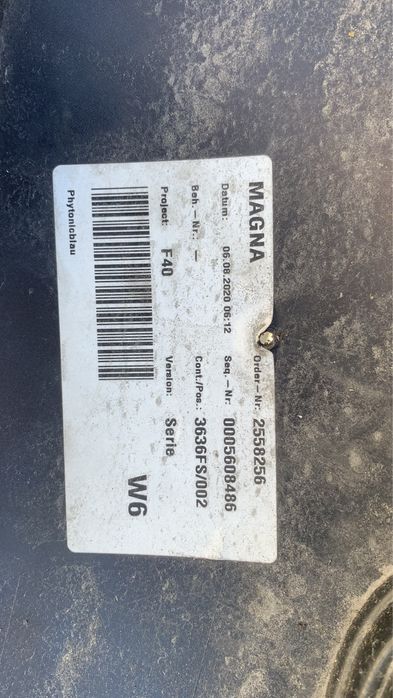 MAGNA Order-Nr. 2558256
Datum: 06.08.2020 06:12 Seq.-Nr: 0005608486
Beh.-Nr.: - Cont./Pos.: 3636FS/002
Project: F40 Version: Serie
W6
Phytonicblau